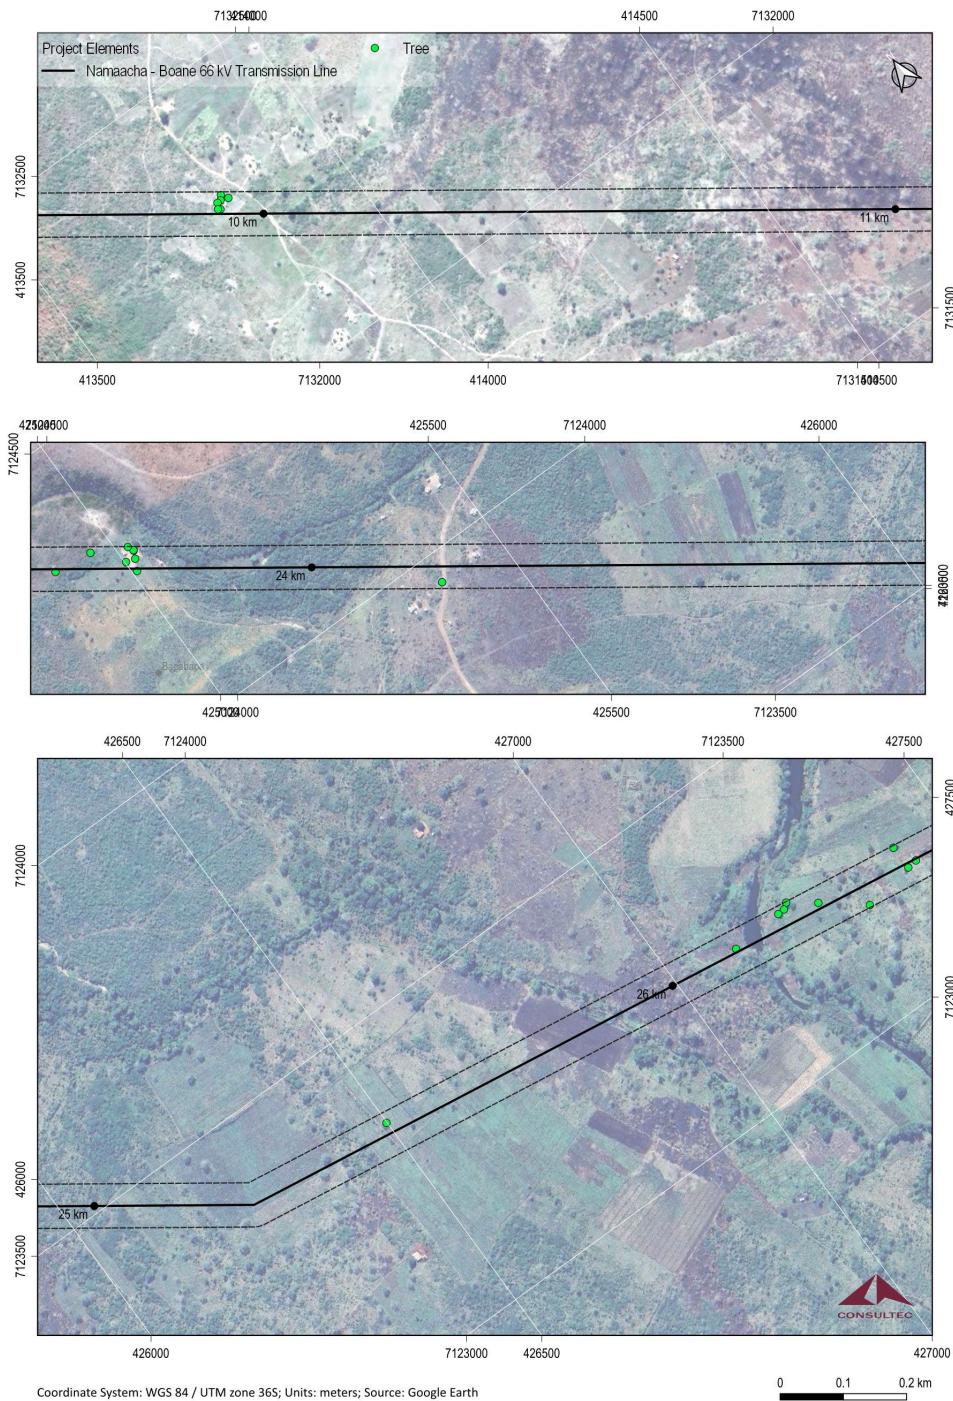 414000
414500
7132000
Project Elements
Tree
Namaacha - Boane 66 kV Transmission Line
7132500
10 km
11 km
413500
7131500
413500
7132000
414000
425500
7124000
426000
7124500
24 km
425500
7123500
426500
7124000
427000
7123500
427500
427500
7124000
26 km
7123000
426000
25 km
7123500
CONSULTEC
426000
7123000
426500
427000
Coordinate System: WGS 84 / UTM zone 36S; Units: meters; Source: Google Earth
0 0.1 0.2 km